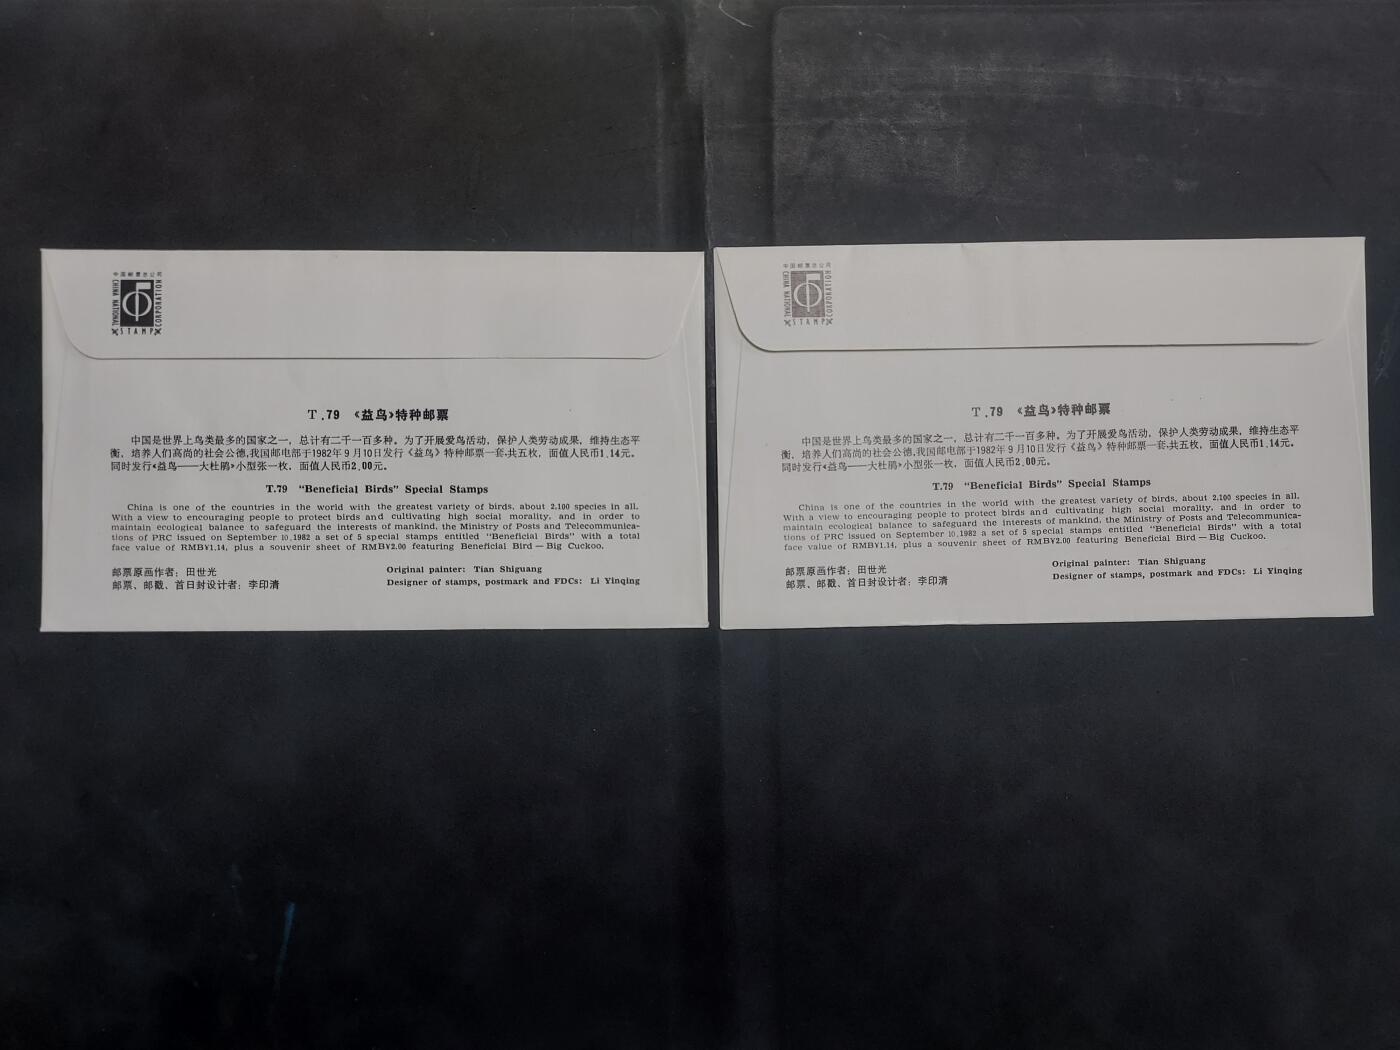 中国邮票总公司
CHINA NATIONAL
STAMP
CORPORATION
T.79 《益鸟》特种邮票
中国是世界上鸟类最多的国家之一，总计有二千一百多种。为了开展爱鸟活动，保护人类劳动成果，维持生态平
衡，培养人们高尚的社会公德,我国邮电部于1982年9月10日发行《益鸟》特种邮票一套.共五枚，面值人民币1.14元。
同时发行《益鸟——大杜鹃》小型张一枚，面值人民币2.00元。
T.79 “Beneficial Birds” Special Stamps
China is one of the countries in the world with the greatest variety of birds, about 2,100 species in all.
With a view to encouraging people to protect birds and cultivating high social morality, and in order to
maintain ecological balance to safeguard the interests of mankind, the Ministry of Posts and Telecommunica-
tions of PRC issued on September 10,1982 a set of 5 special stamps entitled “Beneficial Birds” with a total
face value of RMB¥1.14, plus a souvenir sheet of RMB¥2.00 featuring Beneficial Bird — Big Cuckoo.
邮票原画作者：田世光
邮票、邮戳、首日封设计者：李印清
Original painter: Tian Shiguang
Designer of stamps, postmark and FDCs: Li Yinqing
中国邮票总公司
CHINA NATIONAL
STAMP
CORPORATION
T.79 《益鸟》特种邮票
中国是世界上鸟类最多的国家之一，总计有二千一百多种。为了开展爱鸟活动，保护人类劳动成果，维持生态平
衡，培养人们高尚的社会公德,我国邮电部于1982年9月10日发行《益鸟》特种邮票一套.共五枚，面值人民币1.14元。
同时发行《益鸟——大杜鹃》小型张一枚，面值人民币2.00元。
T.79 “Beneficial Birds” Special Stamps
China is one of the countries in the world with the greatest variety of birds, about 2,100 species in all.
With a view to encouraging people to protect birds and cultivating high social morality, and in order to
maintain ecological balance to safeguard the interests of mankind, the Ministry of Posts and Telecommunica-
tions of PRC issued on September 10,1982 a set of 5 special stamps entitled “Beneficial Birds” with a total
face value of RMB¥1.14, plus a souvenir sheet of RMB¥2.00 featuring Beneficial Bird — Big Cuckoo.
邮票原画作者：田世光
邮票、邮戳、首日封设计者：李印清
Original painter: Tian Shiguang
Designer of stamps, postmark and FDCs: Li Yinqing